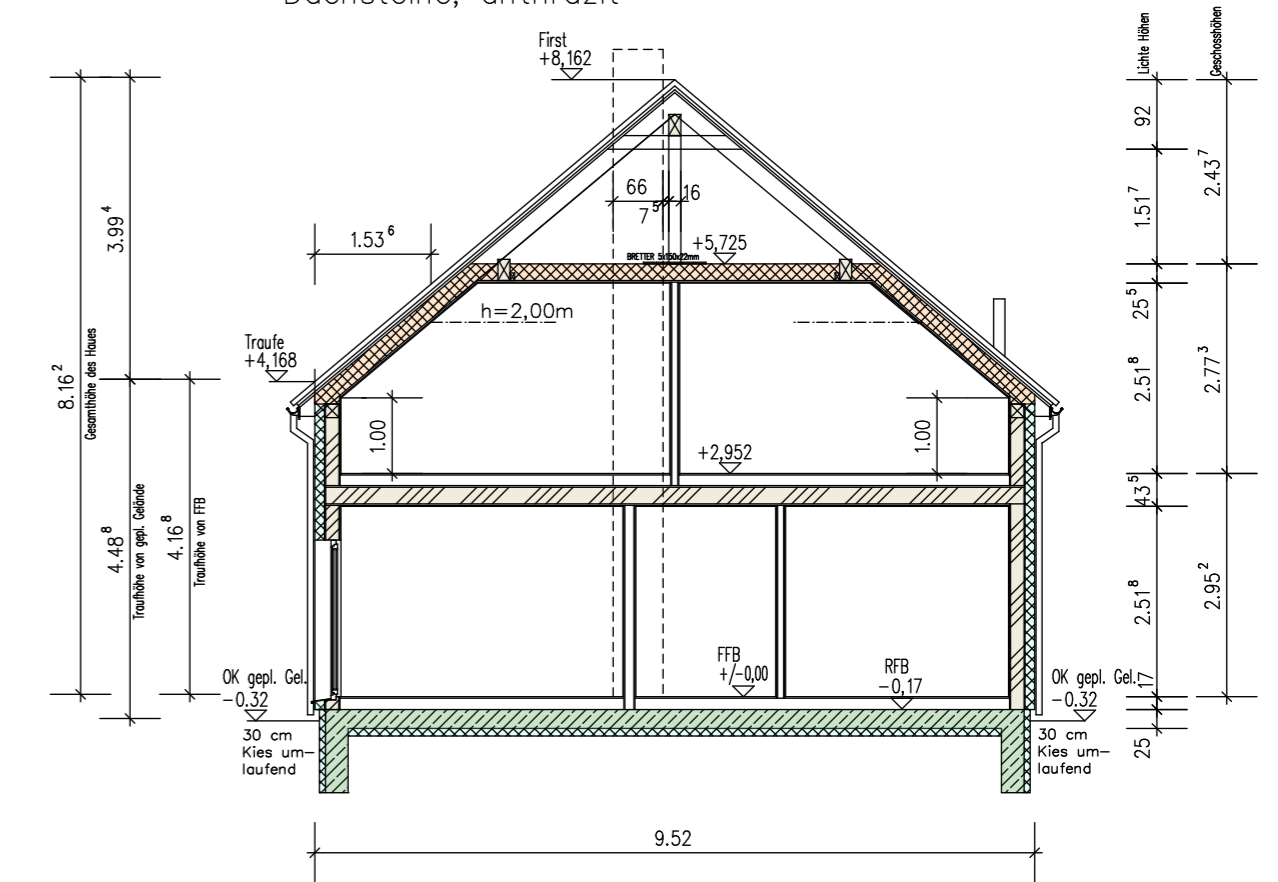 Dachsteine, anthrazit
First
+8,162
Lichte Höhen
Geschosshöhen
92
2.43⁷
3.99⁴
66
16
7⁵
1.51⁷
1.53⁶
+5,725
BRETTER 5x150x22mm
25⁵
h=2,00m
Traufe
+4,168
8.16²
Gesamthöhe des Haues
2.51⁸
2.77³
1.00
1.00
+2,952
43⁵
4.48⁸
Traufhöhe von gepl. Gelände
4.16⁸
Traufhöhe von FFB
2.51⁸
2.95²
FFB
+/-0,00
RFB
-0,17
OK gepl. Gel.
-0.32
OK gepl. Gel.
-0.32
17
30 cm
Kies um-
laufend
30 cm
Kies um-
laufend
25
9.52